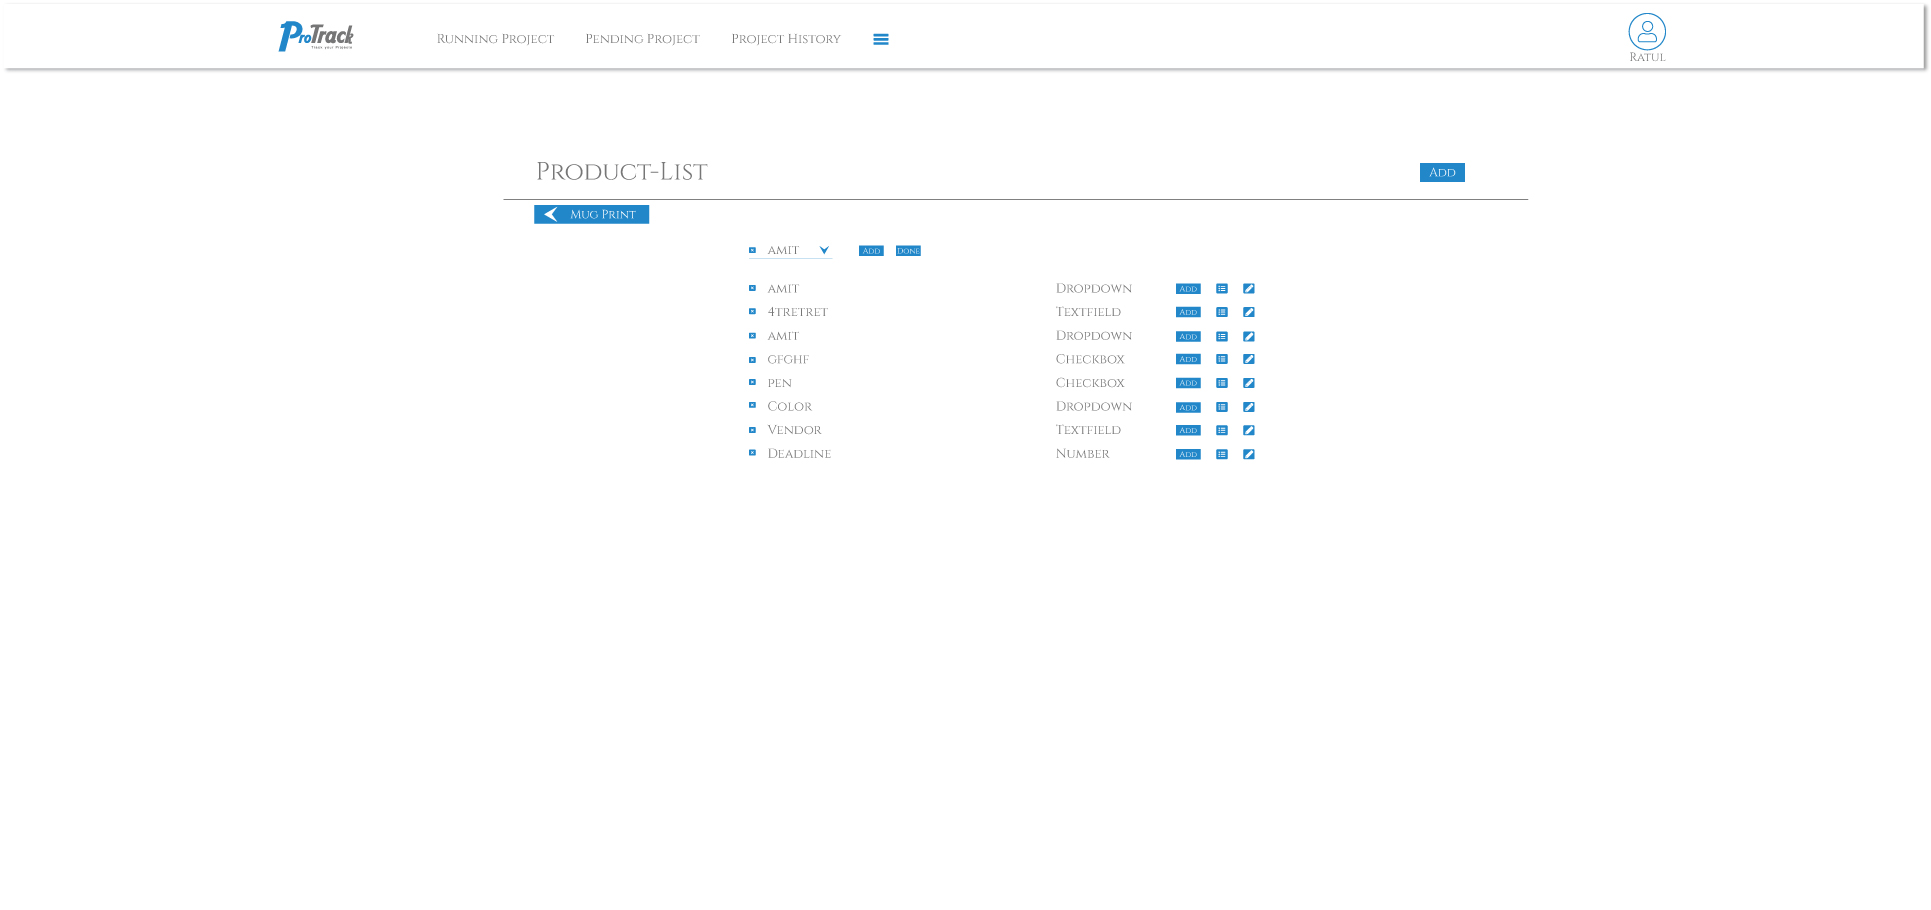 ProTrack
Track your Projects
Running Project Pending Project Project History
Ratul
Product-List Add
Mug Print
amit Add Done
amit Dropdown Add
4tretret Textfield Add
amit Dropdown Add
gfghf Checkbox Add
pen Checkbox Add
Color Dropdown Add
Vendor Textfield Add
Deadline Number Add